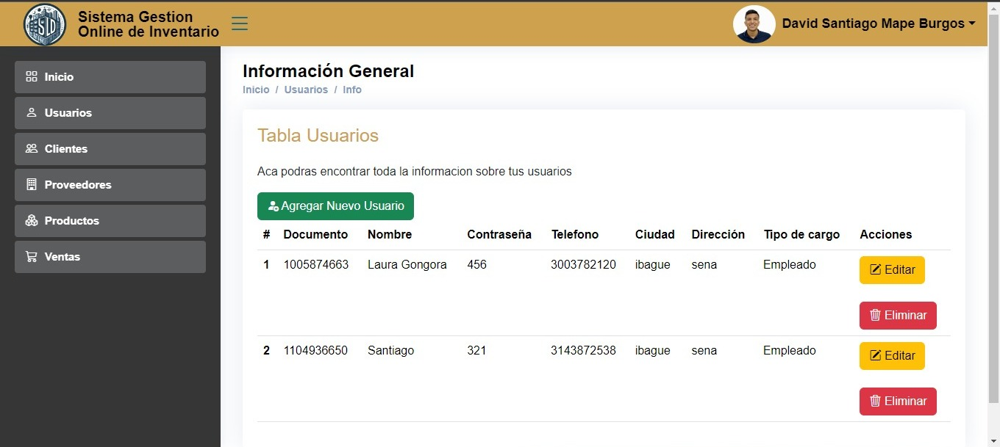 SLD
Sistema Gestion
Online de Inventario
David Santiago Mape Burgos
Inicio
Usuarios
Clientes
Proveedores
Productos
Ventas
Información General
Inicio / Usuarios / Info
Tabla Usuarios
Aca podras encontrar toda la informacion sobre tus usuarios
Agregar Nuevo Usuario
# Documento Nombre Contraseña Telefono Ciudad Dirección Tipo de cargo Acciones
1 1005874663 Laura Gongora 456 3003782120 ibague sena Empleado Editar
Eliminar
2 1104936650 Santiago 321 3143872538 ibague sena Empleado Editar
Eliminar